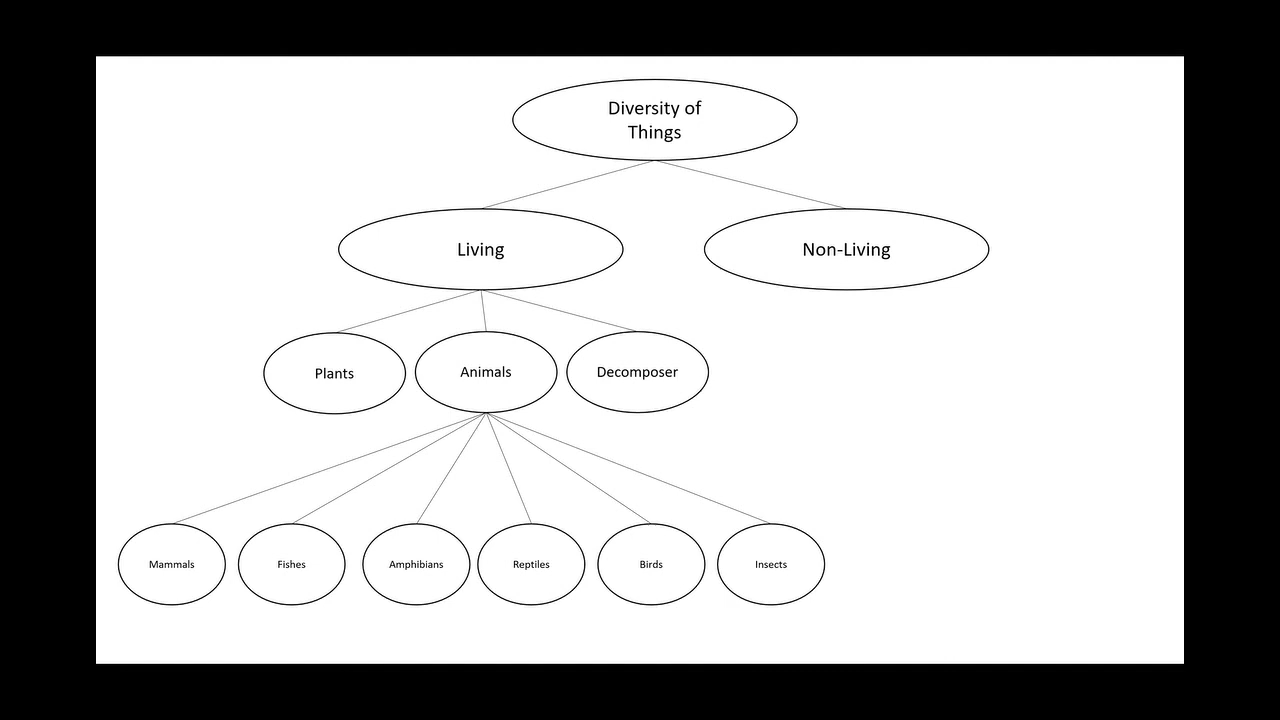 Diversity of
Things
Living
Non-Living
Plants
Animals
Decomposer
Mammals
Fishes
Amphibians
Reptiles
Birds
Insects